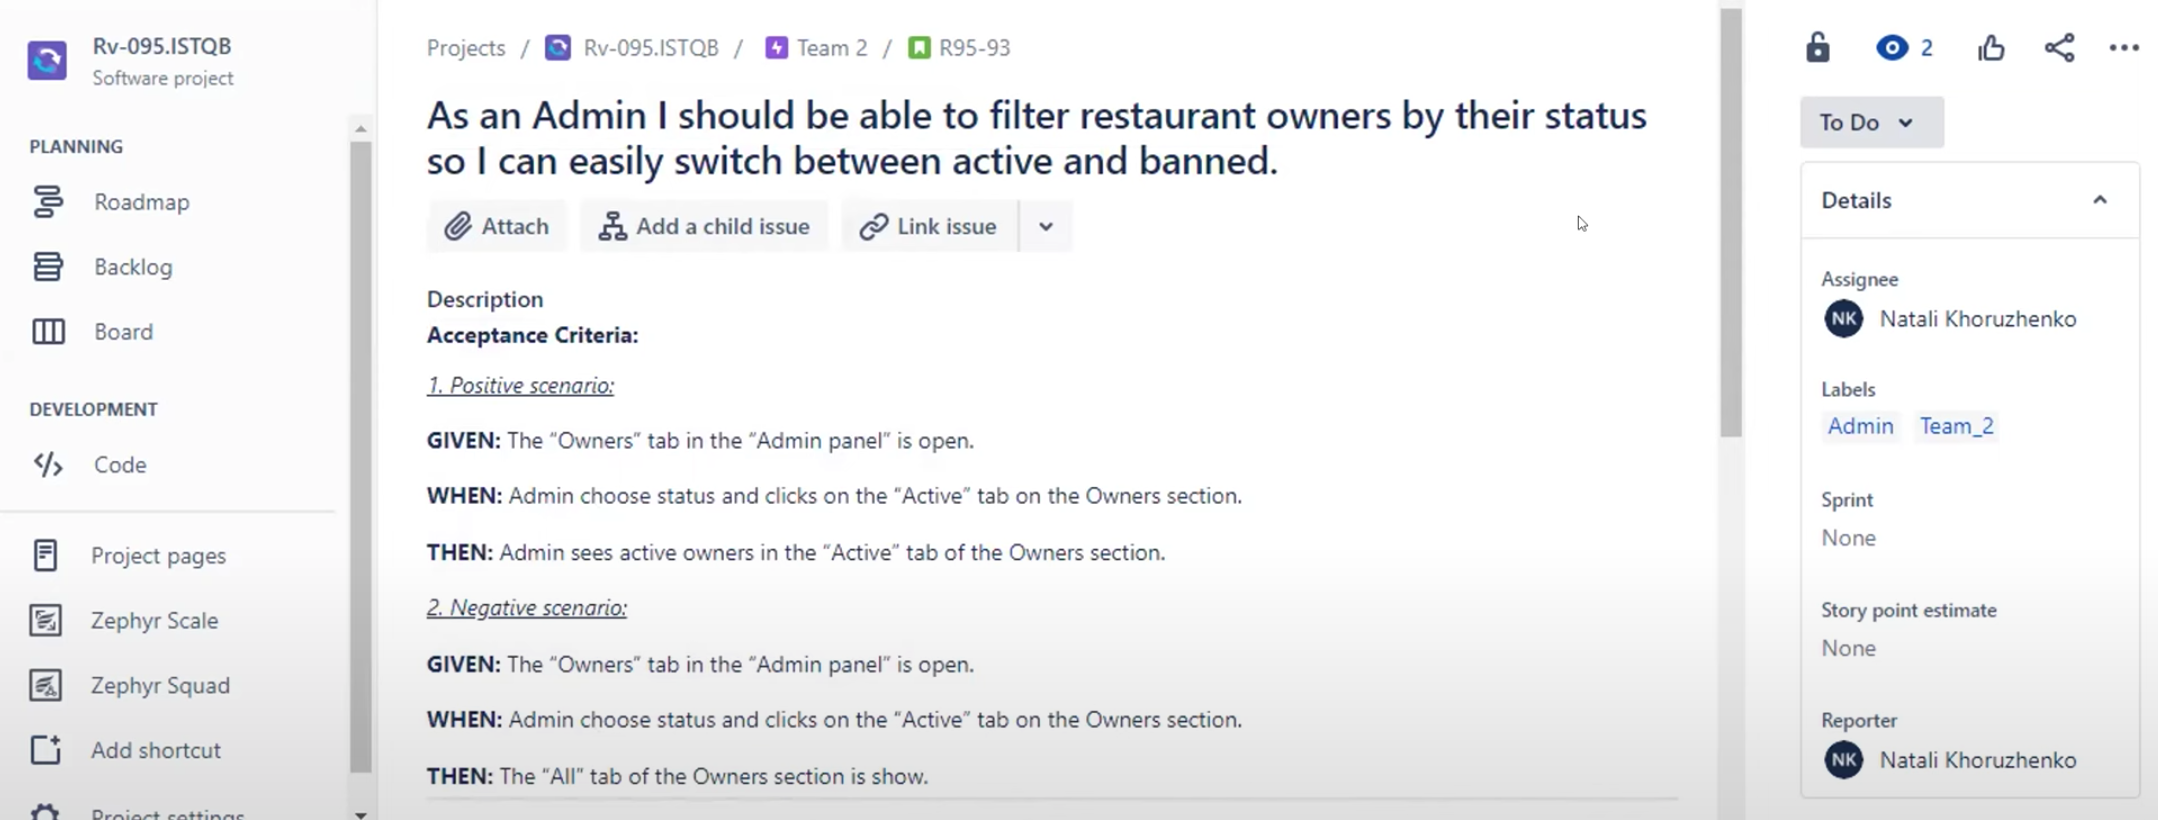 Rv-095.ISTQB
Software project
PLANNING
Roadmap
Backlog
Board
DEVELOPMENT
Code
Project pages
Zephyr Scale
Zephyr Squad
Add shortcut
Project settings
Projects / Rv-095.ISTQB / Team 2 / R95-93
As an Admin I should be able to filter restaurant owners by their status
so I can easily switch between active and banned.
Attach
Add a child issue
Link issue
Description
Acceptance Criteria:
1. Positive scenario:
GIVEN: The “Owners” tab in the “Admin panel” is open.
WHEN: Admin choose status and clicks on the “Active” tab on the Owners section.
THEN: Admin sees active owners in the “Active” tab of the Owners section.
2. Negative scenario:
GIVEN: The “Owners” tab in the “Admin panel” is open.
WHEN: Admin choose status and clicks on the “Active” tab on the Owners section.
THEN: The “All” tab of the Owners section is show.
2
To Do
Details
Assignee
NK Natali Khoruzhenko
Labels
Admin Team_2
Sprint
None
Story point estimate
None
Reporter
NK Natali Khoruzhenko